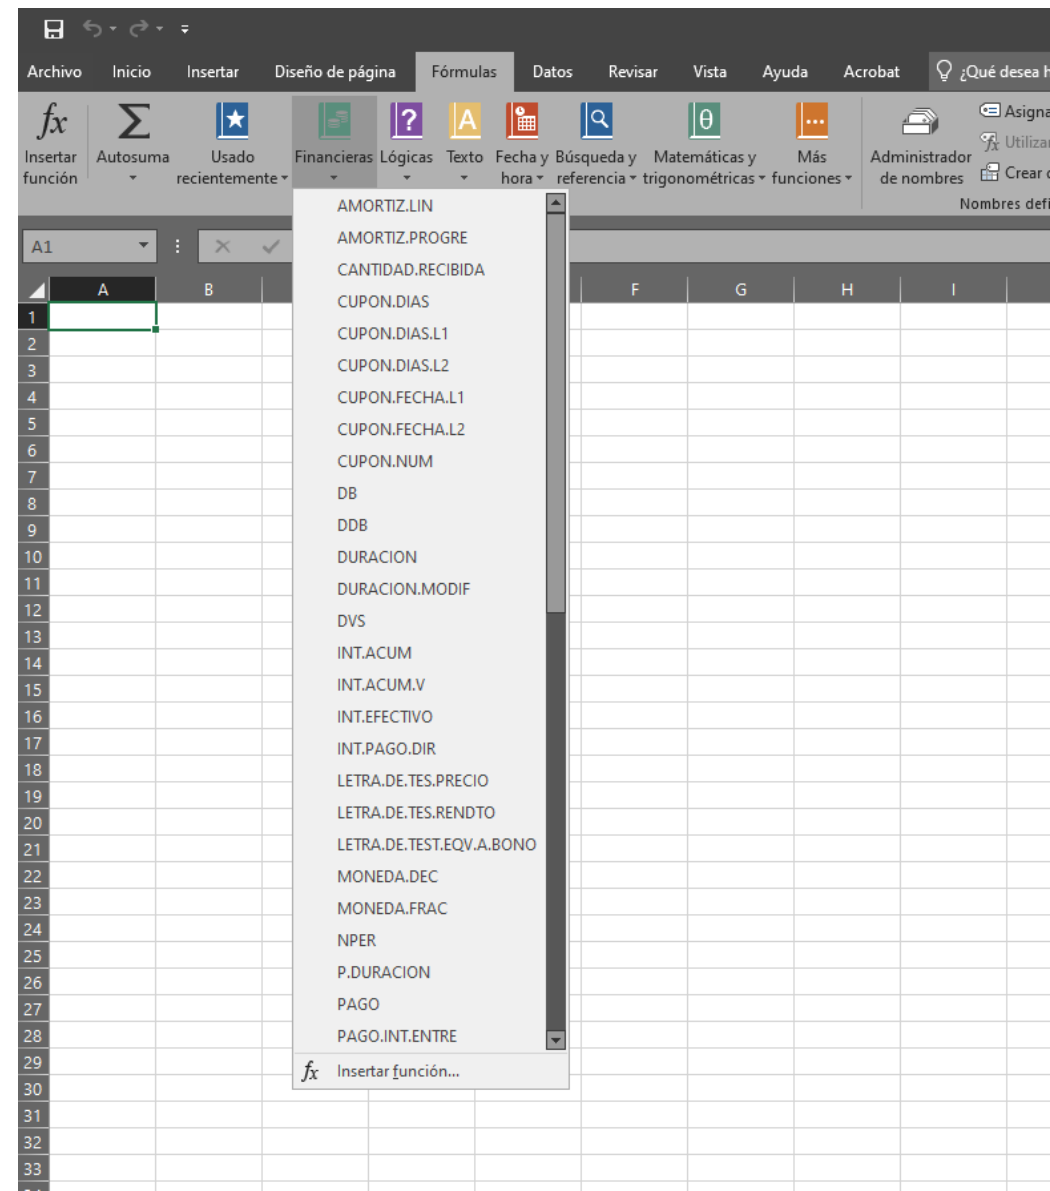 Archivo Inicio Insertar Diseño de página Fórmulas Datos Revisar Vista Ayuda Acrobat ¿Qué desea h
fx Σ ? A θ
Insertar función
Autosuma
Usado recientemente
Financieras
Lógicas
Texto
Fecha y hora
Búsqueda y referencia
Matemáticas y trigonométricas
Más funciones
Administrador de nombres
Asigna
Utilizar
Crear
Nombres defi
A1
A B F G H I
1
2
3
4
5
6
7
8
9
10
11
12
13
14
15
16
17
18
19
20
21
22
23
24
25
26
27
28
29
30
31
32
33
AMORTIZ.LIN
AMORTIZ.PROGRE
CANTIDAD.RECIBIDA
CUPON.DIAS
CUPON.DIAS.L1
CUPON.DIAS.L2
CUPON.FECHA.L1
CUPON.FECHA.L2
CUPON.NUM
DB
DDB
DURACION
DURACION.MODIF
DVS
INT.ACUM
INT.ACUM.V
INT.EFECTIVO
INT.PAGO.DIR
LETRA.DE.TES.PRECIO
LETRA.DE.TES.RENDTO
LETRA.DE.TEST.EQV.A.BONO
MONEDA.DEC
MONEDA.FRAC
NPER
P.DURACION
PAGO
PAGO.INT.ENTRE
fx Insertar función...